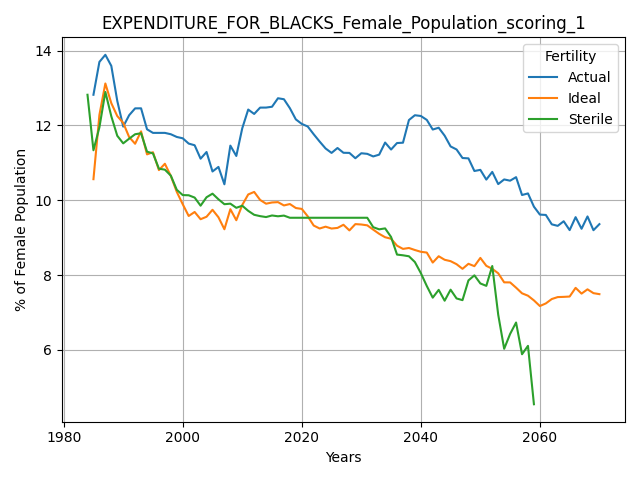 EXPENDITURE_FOR_BLACKS_Female_Population_scoring_1
Fertility
Actual
Ideal
Sterile
14
12
10
8
6
% of Female Population
1980
2000
2020
2040
2060
Years